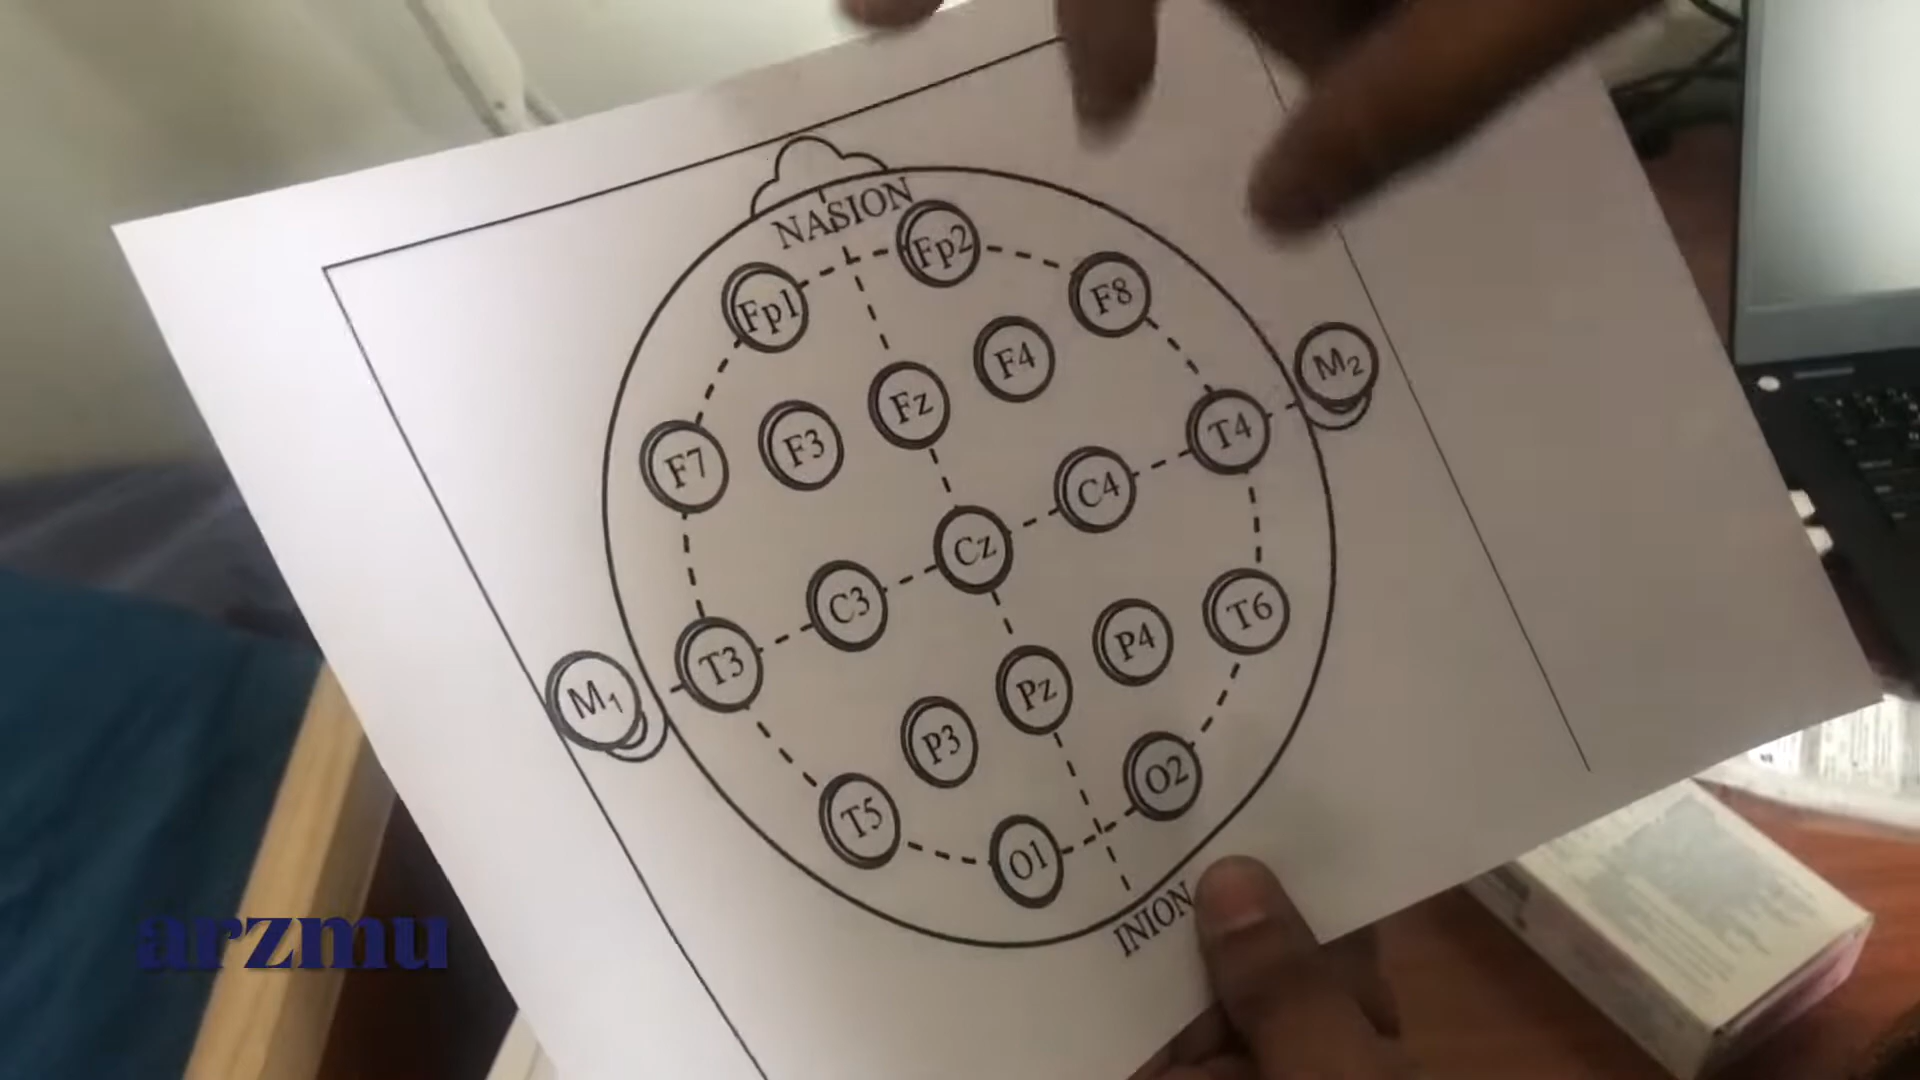 NASION
Fp1
Fp2
F7
F3
Fz
F4
F8
M1
T3
C3
Cz
C4
T4
M2
T5
P3
Pz
P4
T6
O1
O2
INION
arzmu